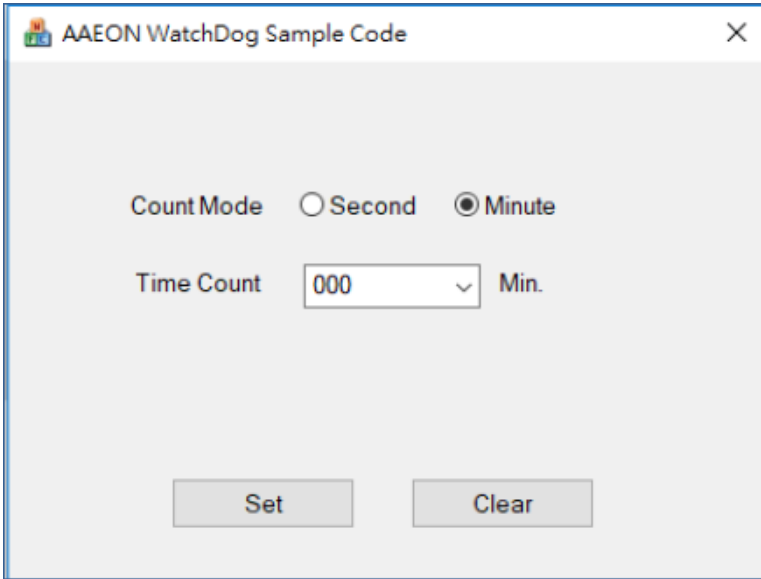 AAEON WatchDog Sample Code
Count Mode Second Minute
Time Count 000 Min.
Set Clear